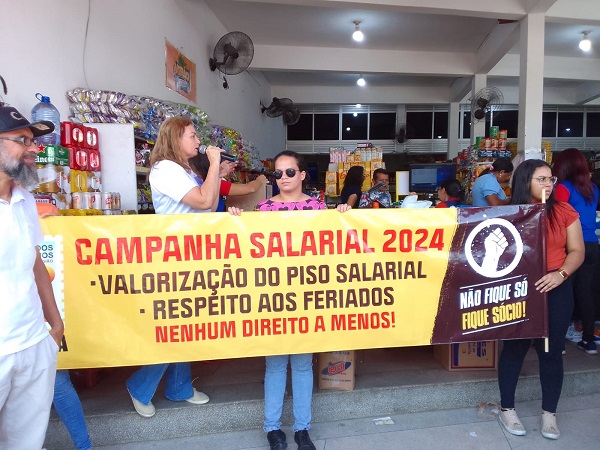 CAMPANHA SALARIAL 2024
• VALORIZAÇÃO DO PISO SALARIAL
• RESPEITO AOS FERIADOS
NENHUM DIREITO A MENOS!
NÃO FIQUE SÓ
FIQUE SÓCIO!